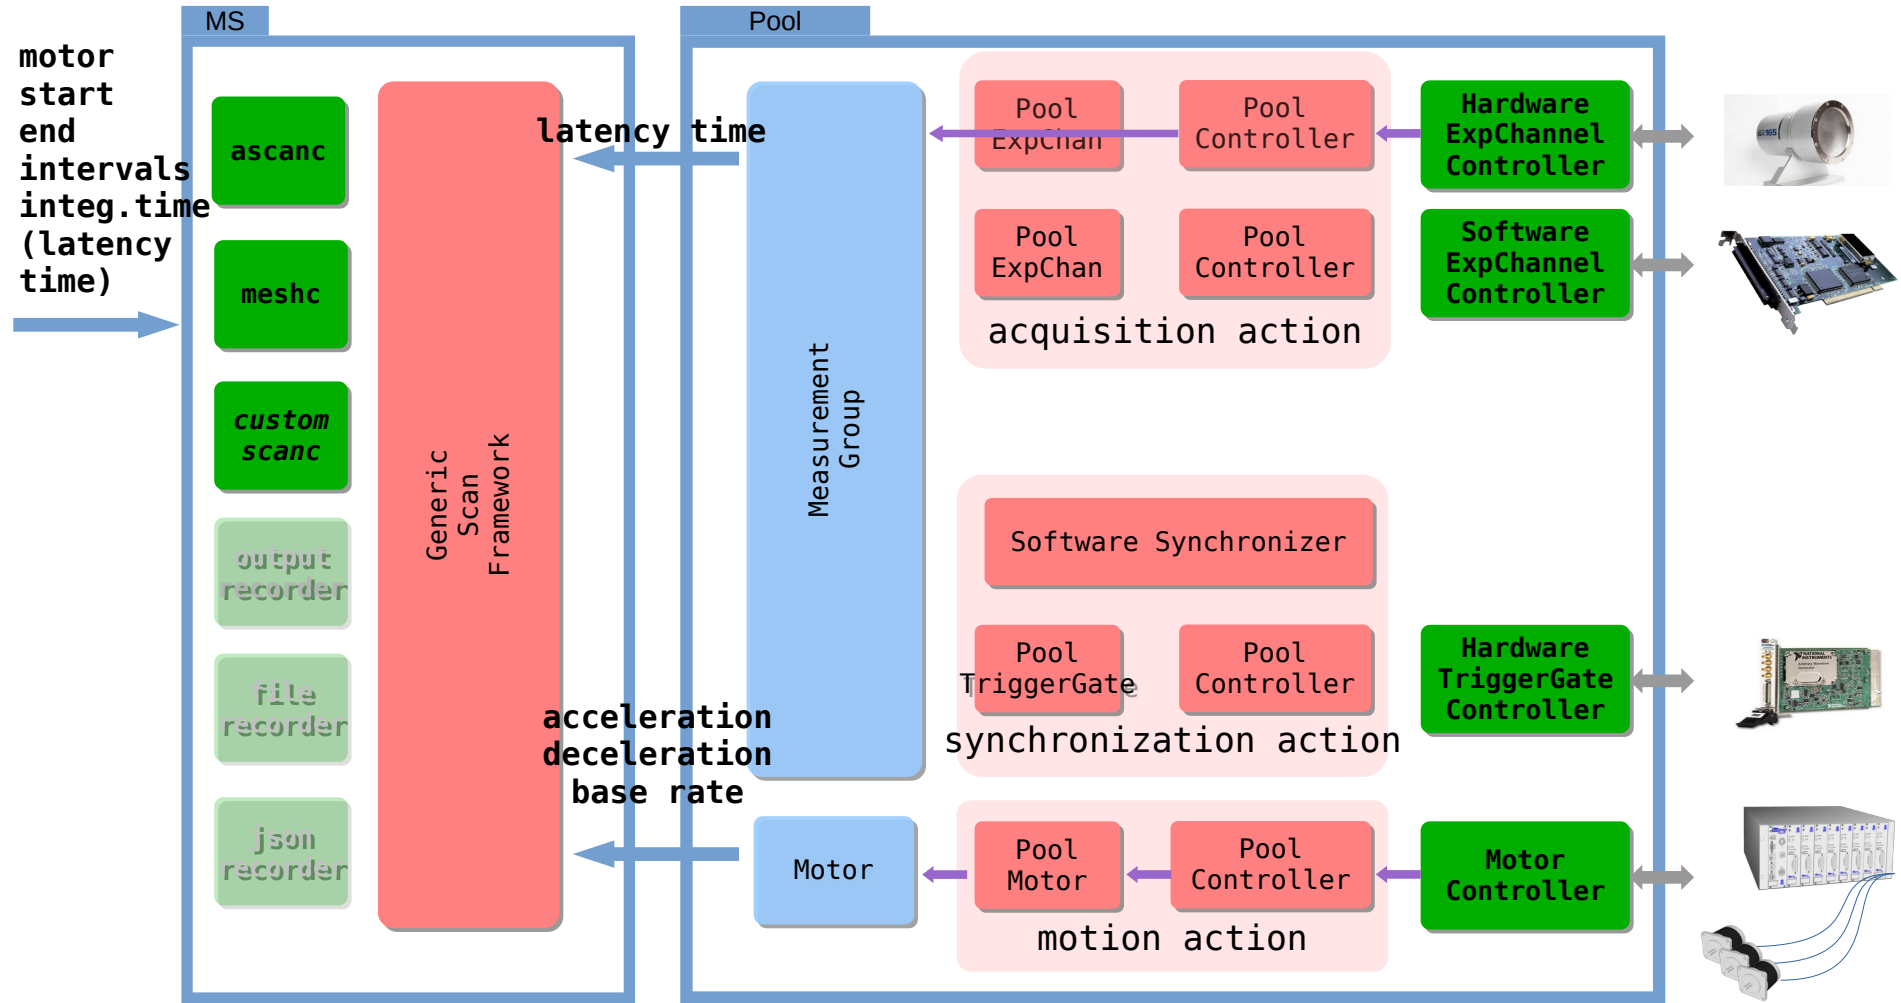 MS
Pool
motor
start
end
intervals
integ.time
(latency
time)
ascanc
meshc
custom
scanc
output
recorder
file
recorder
json
recorder
Generic
Scan
Framework
latency time
acceleration
deceleration
base rate
Measurement
Group
Motor
Pool
ExpChan
Pool
Controller
Pool
ExpChan
Pool
Controller
acquisition action
Software Synchronizer
Pool
TriggerGate
Pool
Controller
synchronization action
Pool
Motor
Pool
Controller
motion action
Hardware
ExpChannel
Controller
Software
ExpChannel
Controller
Hardware
TriggerGate
Controller
Motor
Controller
NATIONAL
INSTRUMENTS